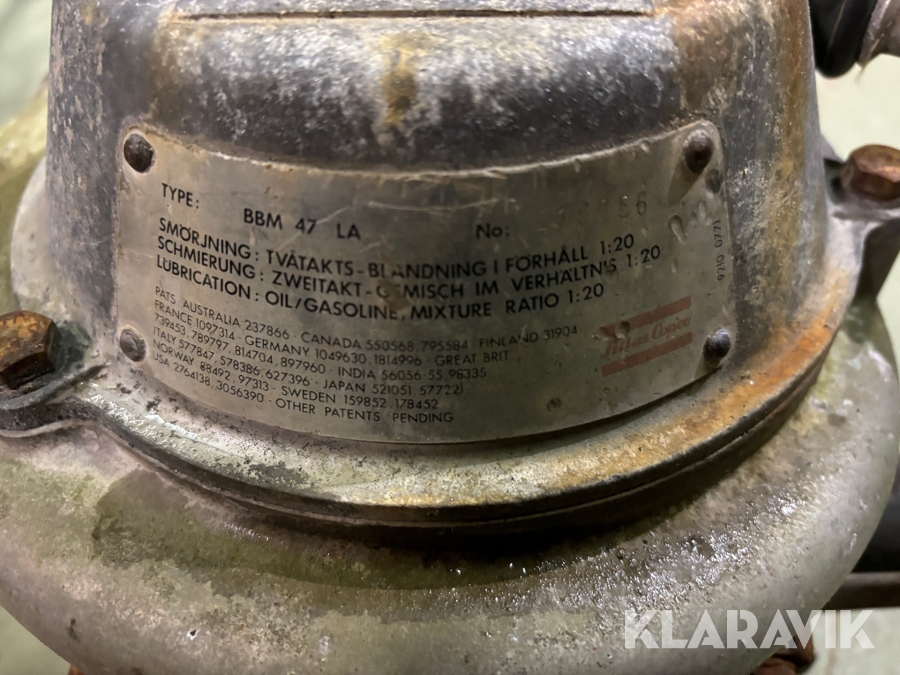 TYPE: BBM 47 LA No:
SMÖRJNING: TVÅTAKTS-BLANDNING I FÖRHÅLL 1:20
SCHMIERUNG: ZWEITAKT-GEMISCH IM VERHÄLTN'S 1:20
LUBRICATION: OIL/GASOLINE, MIXTURE RATIO 1:20
PATS AUSTRALIA 237866 · CANADA 550568, 795584 · FINLAND 31904
FRANCE 1097314 · GERMANY 1049630, 1814996 · GREAT BRIT
739453, 789797, 814704, 897960 · INDIA 56056-55, 98335
ITALY 577847, 578386, 627396 · JAPAN 521051, 577221
NORWAY 88492, 97313 · SWEDEN 159852, 178452
USA 2764138, 3056390 · OTHER PATENTS PENDING
Atlas Copco
9210 0771
KLARAVIK